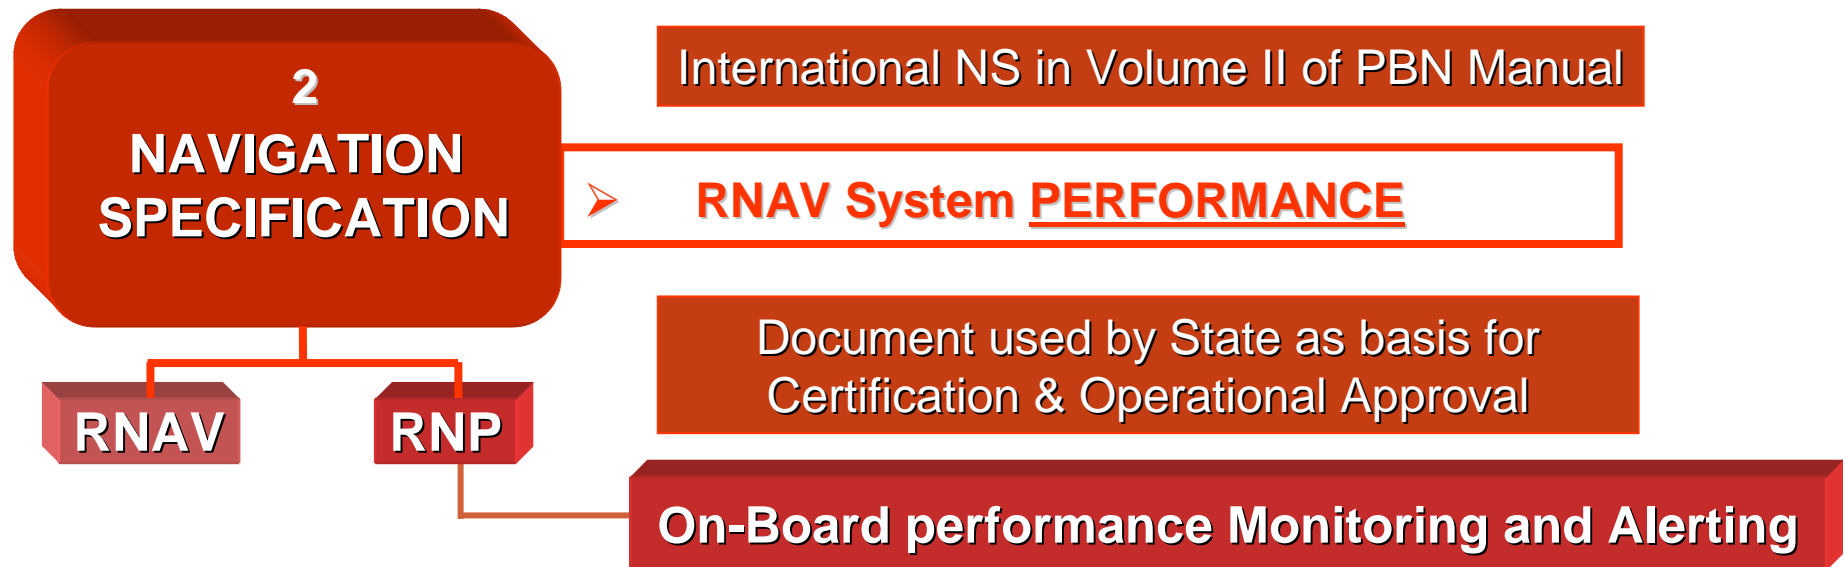 2
NAVIGATION
SPECIFICATION
International NS in Volume II of PBN Manual
➢ RNAV System PERFORMANCE
Document used by State as basis for
Certification & Operational Approval
RNAV
RNP
On-Board performance Monitoring and Alerting